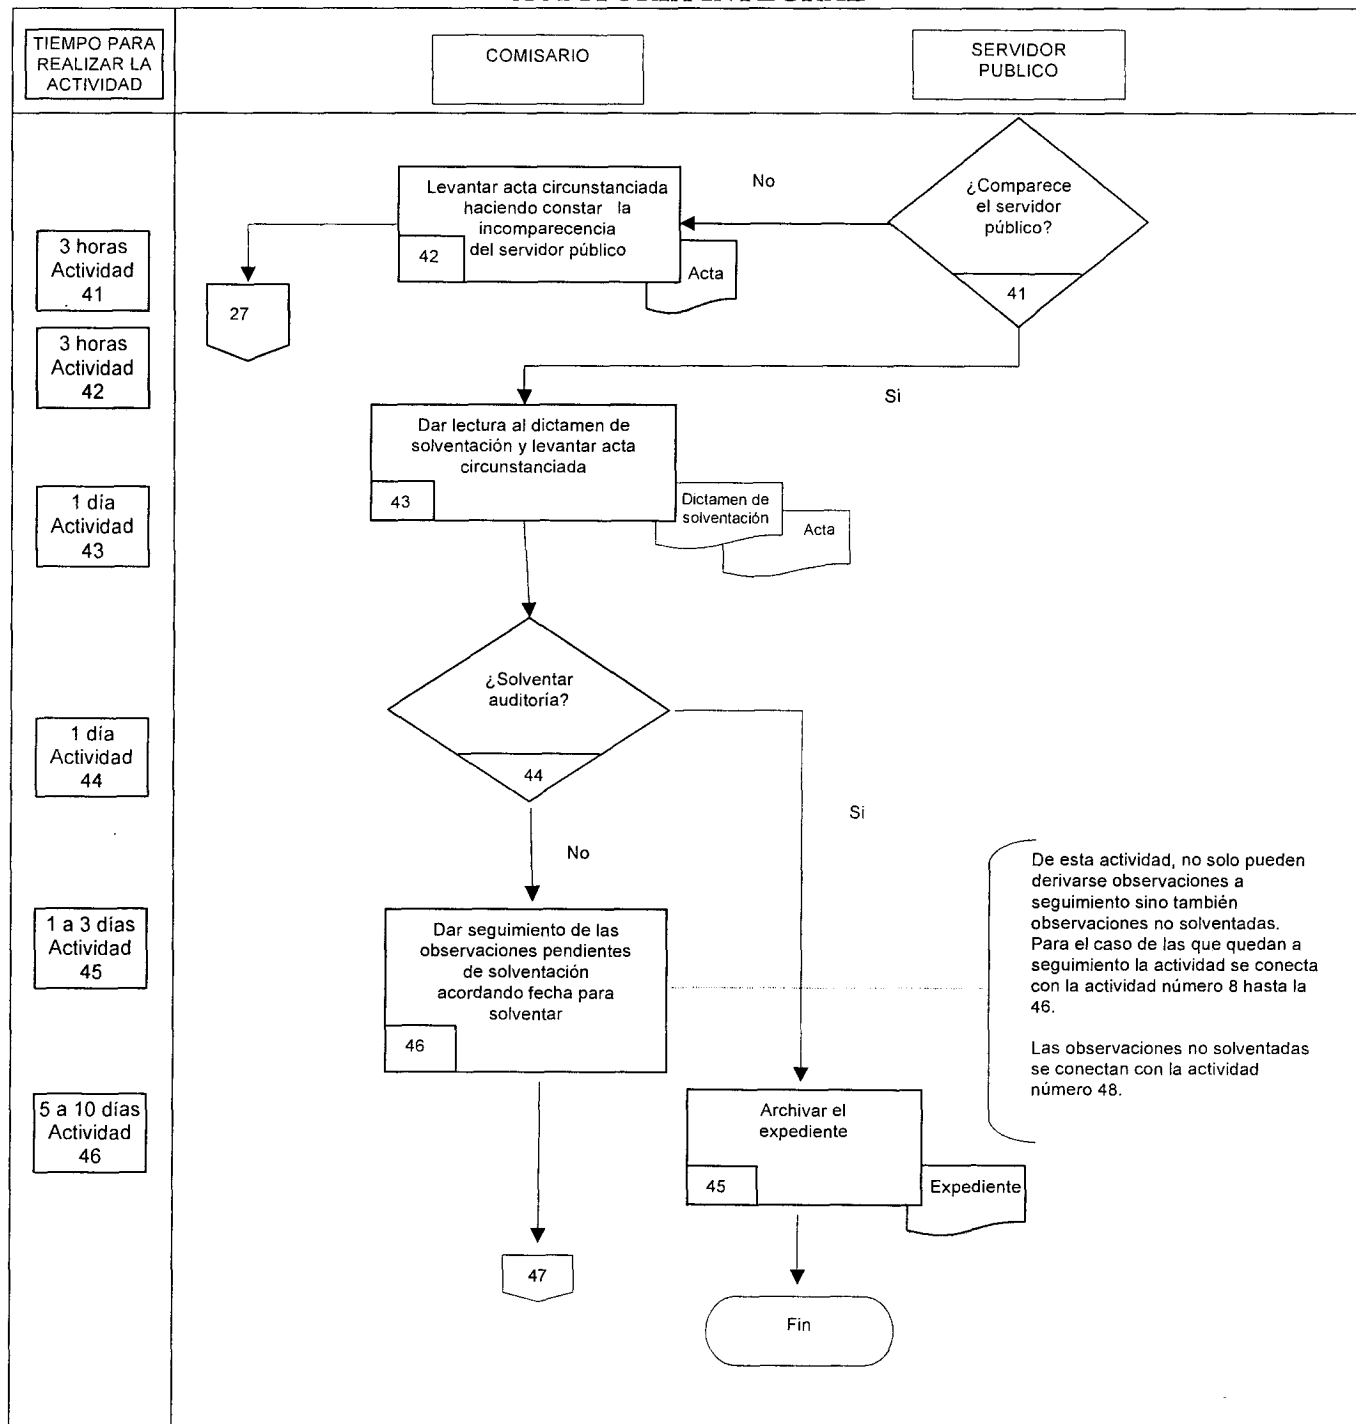 TIEMPO PARA
REALIZAR LA
ACTIVIDAD
COMISARIO
SERVIDOR
PUBLICO
¿Comparece
el servidor
público?
41
No
Levantar acta circunstanciada
haciendo constar la
incomparecencia
del servidor público
42
Acta
27
3 horas
Actividad
41
3 horas
Actividad
42
Si
Dar lectura al dictamen de
solventación y levantar acta
circunstanciada
43
Dictamen de
solventación
Acta
1 día
Actividad
43
¿Solventar
auditoría?
44
1 día
Actividad
44
Si
No
1 a 3 días
Actividad
45
Dar seguimiento de las
observaciones pendientes
de solventación
acordando fecha para
solventar
46
De esta actividad, no solo pueden
derivarse observaciones a
seguimiento sino también
observaciones no solventadas.
Para el caso de las que quedan a
seguimiento la actividad se conecta
con la actividad número 8 hasta la
46.
Las observaciones no solventadas
se conectan con la actividad
número 48.
5 a 10 días
Actividad
46
Archivar el
expediente
45
Expediente
47
Fin